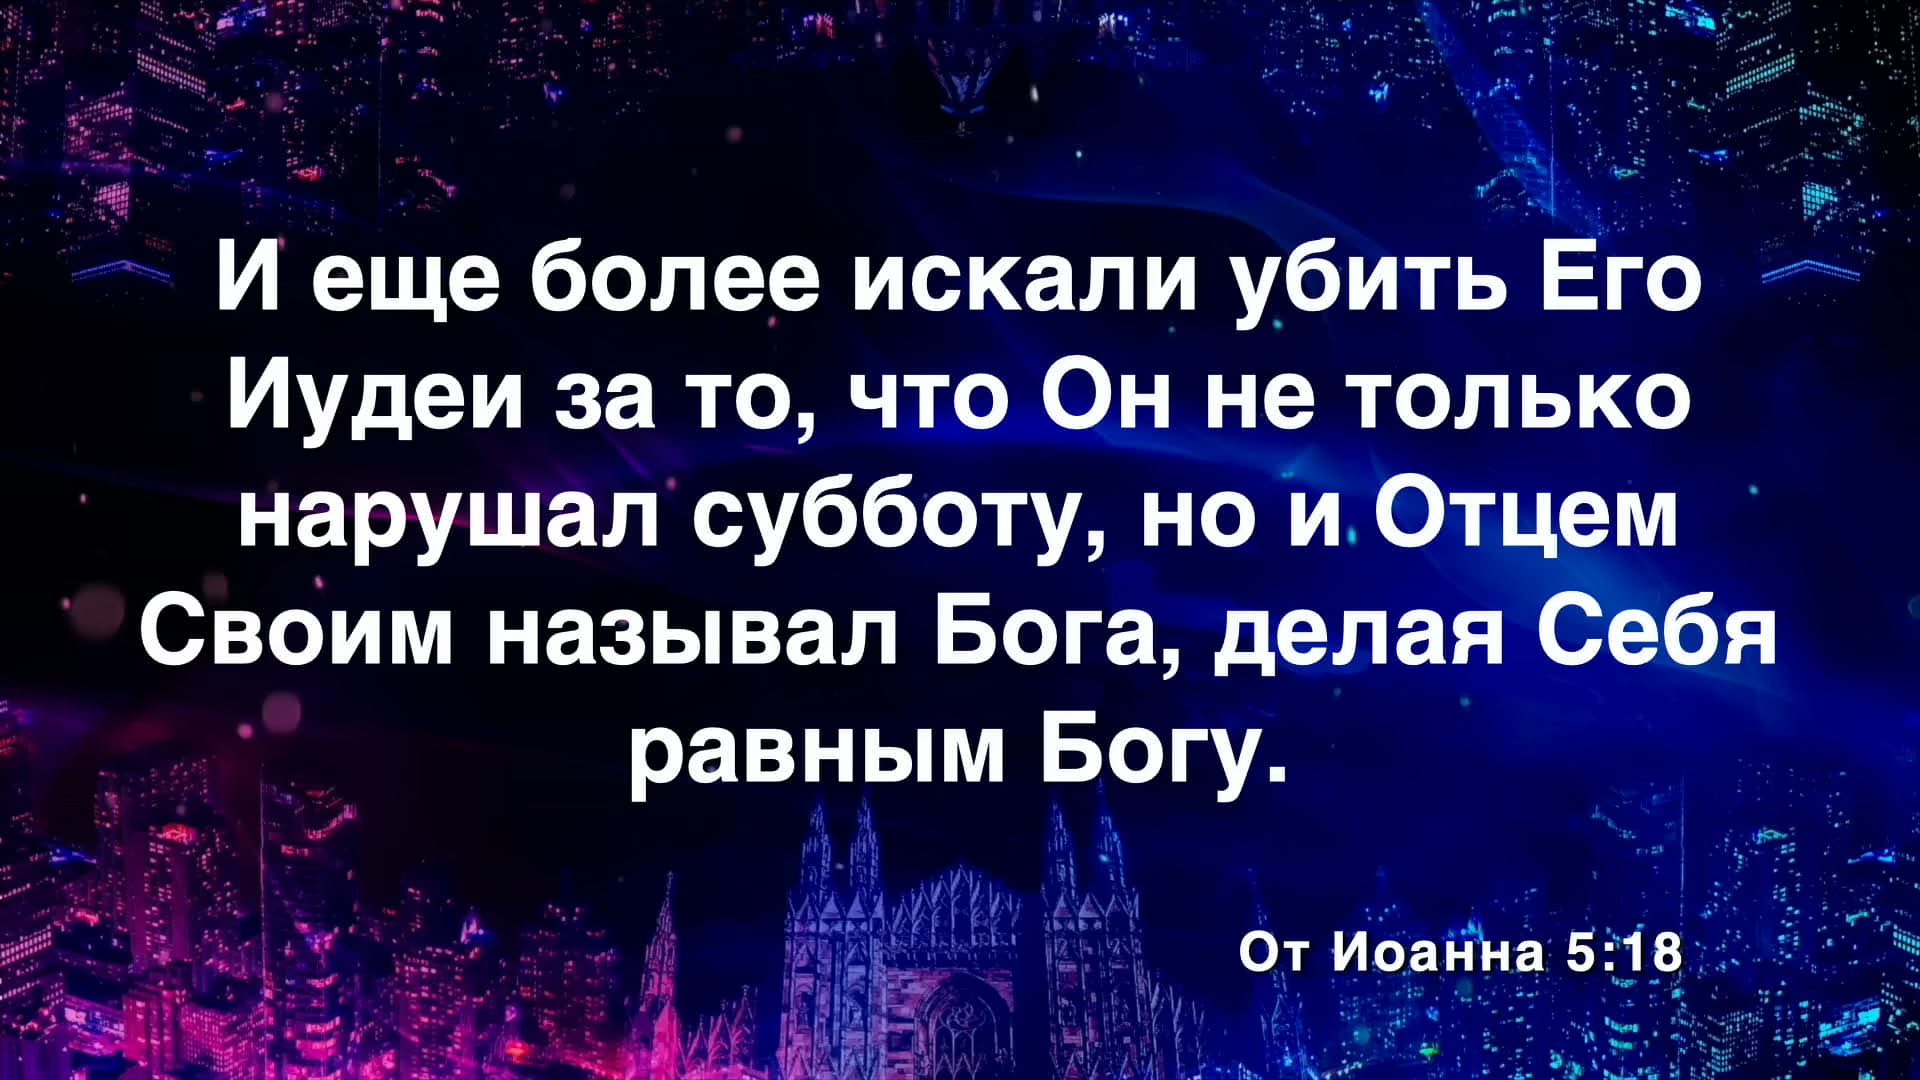 И еще более искали убить Его
Иудеи за то, что Он не только
нарушал субботу, но и Отцем
Своим называл Бога, делая Себя
равным Богу.
От Иоанна 5:18